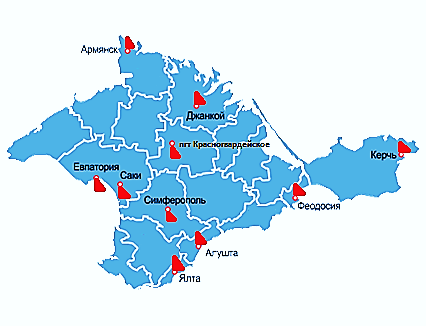 Армянск
Джанкой
пгт Красногвардейское
Керчь
Евпатория
Саки
Симферополь
Феодосия
Алушта
Ялта